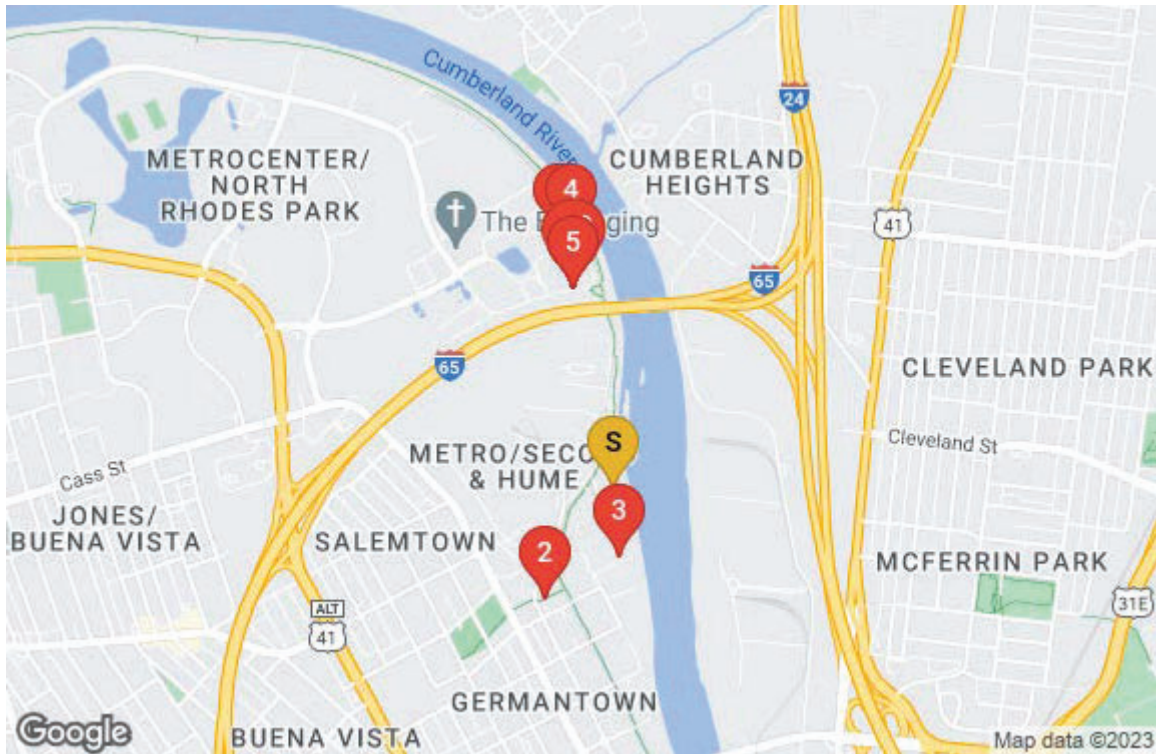 Cumberland River
24
METROCENTER/
NORTH
RHODES PARK
CUMBERLAND
HEIGHTS
4
41
The B
ging
5
65
65
CLEVELAND PARK
S
METRO/SECO
& HUME
Cleveland St
Cass St
3
JONES/
BUENA VISTA
SALEMTOWN
2
MCFERRIN PARK
31E
ALT
41
GERMANTOWN
BUENA VISTA
Google
Map data ©2023